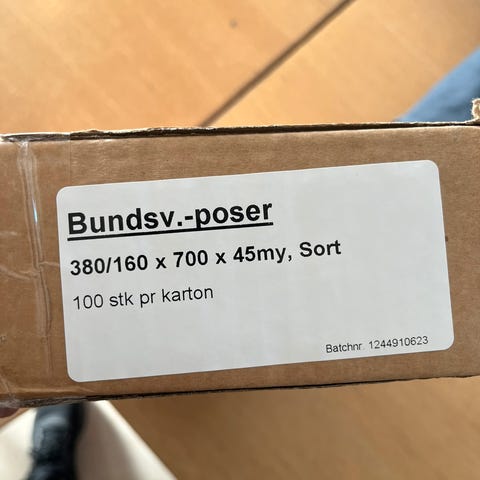 Bundsv.-poser
380/160 x 700 x 45my, Sort
100 stk pr karton
Batchnr. 1244910623